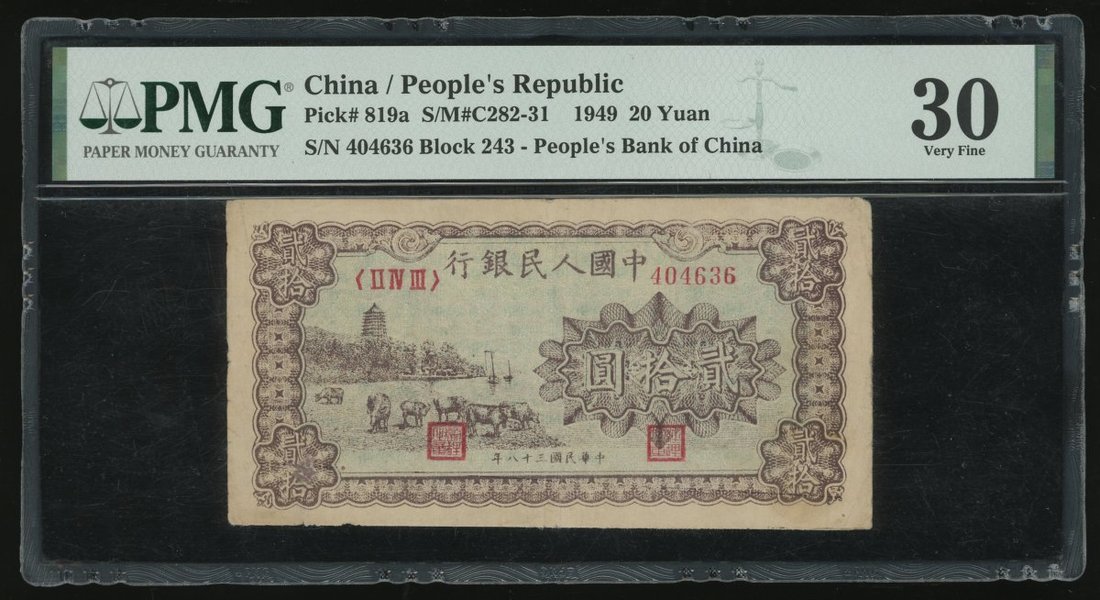 PMG®
PAPER MONEY GUARANTY
China / People's Republic
Pick# 819a S/M#C282-31 1949 20 Yuan
S/N 404636 Block 243 - People's Bank of China
30
Very Fine
行銀民人國中
〈ⅡⅣⅢ〉
404636
貳拾
貳拾
圓拾貳
貳拾
貳拾
年八十三國民華中